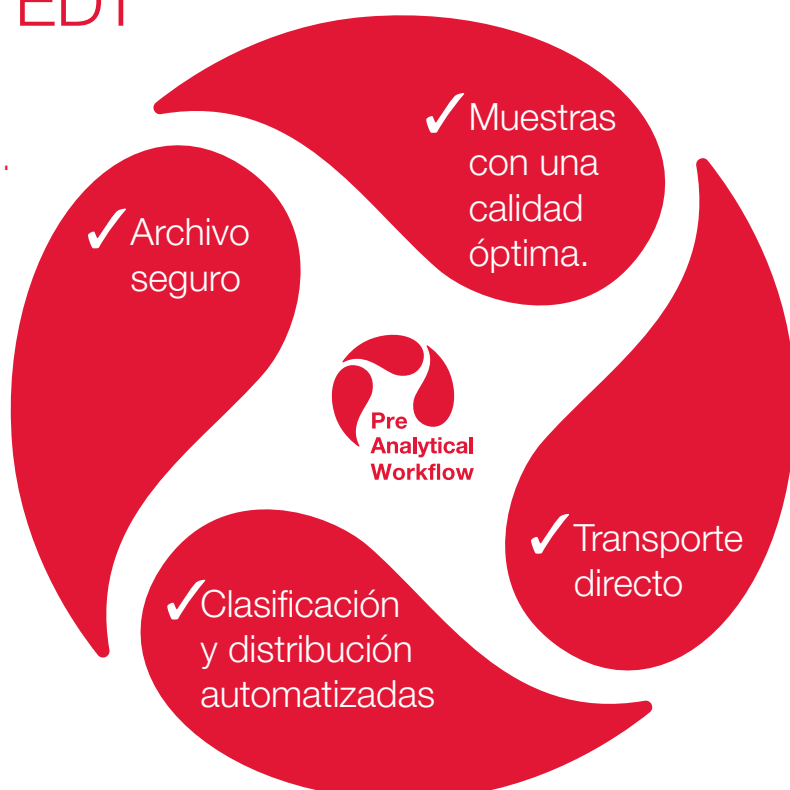 EDT
✓ Muestras
con una
calidad
óptima.
✓ Archivo
seguro
Pre
Analytical
Workflow
✓ Transporte
directo
✓ Clasificación
y distribución
automatizadas